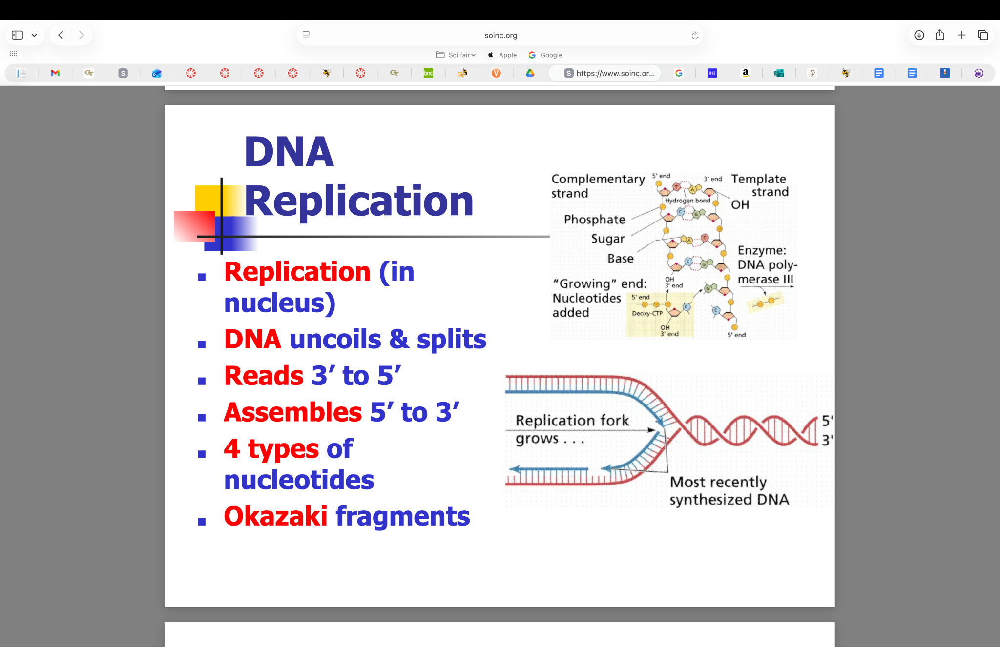 soinc.org
Sci fair
Apple
Google
S
https://www.soinc.or...
DNA
Replication
Replication (in
nucleus)
DNA uncoils & splits
Reads 3’ to 5’
Assembles 5’ to 3’
4 types of
nucleotides
Okazaki fragments
Complementary
strand
5' end
3' end
Template
strand
T
A
Hydrogen bond
OH
C
G
Phosphate
Sugar
Base
A
T
C
G
Enzyme:
DNA poly-
merase III
OH
3' end
“Growing” end:
Nucleotides
added
5' end
Deoxy-CTP
C
OH
3' end
G
C
5' end
Replication fork
grows . . .
5'
3'
Most recently
synthesized DNA